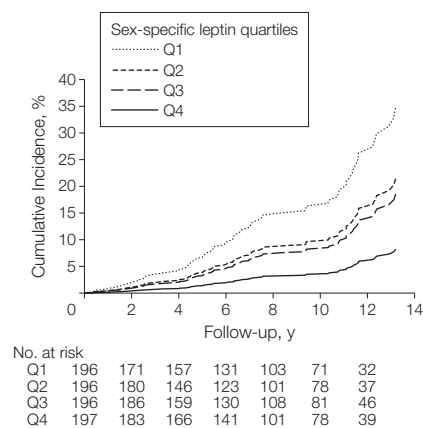 Sex-specific leptin quartiles
Q1
Q2
Q3
Q4
Cumulative Incidence, %
40
35
30
25
20
15
10
5
0 2 4 6 8 10 12 14
Follow-up, y
No. at risk
Q1 196 171 157 131 103 71 32
Q2 196 180 146 123 101 78 37
Q3 196 186 159 130 108 81 46
Q4 197 183 166 141 101 78 39